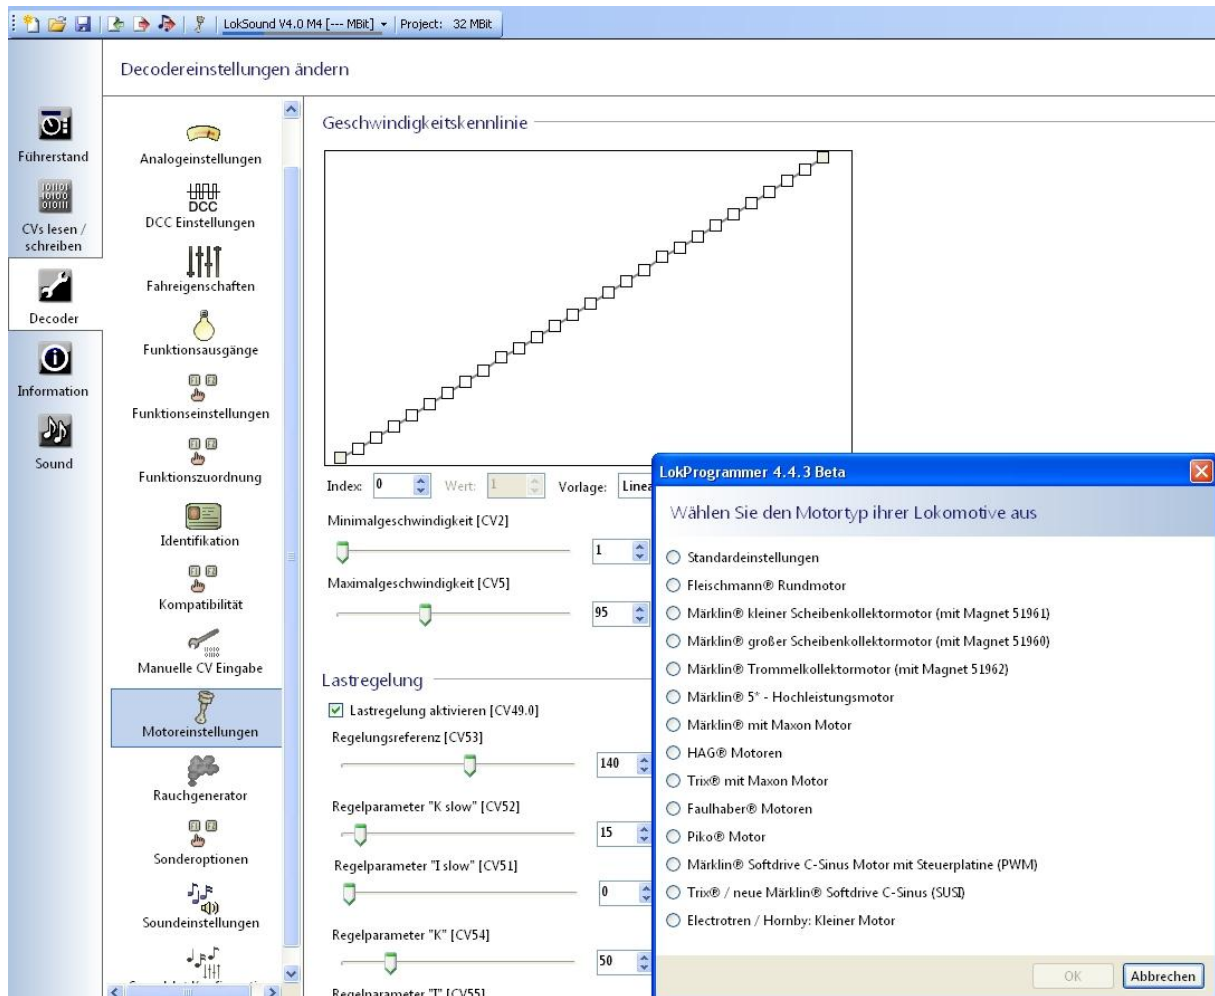 LokSound V4.0 M4 [--- MBit] Project: 32 MBit
Decodereinstellungen ändern
Führerstand
10101
10100
01011
CVs lesen /
schreiben
Decoder
Information
Sound
Analogeinstellungen
DCC
DCC Einstellungen
Fahreigenschaften
Funktionsausgänge
Funktionseinstellungen
Funktionszuordnung
Identifikation
Kompatibilität
Manuelle CV Eingabe
Motoreinstellungen
Rauchgenerator
Sonderoptionen
Soundeinstellungen
Geschwindigkeitskennlinie
Index: 0 Wert: 1 Vorlage: Linea
Minimalgeschwindigkeit [CV2]
1
Maximalgeschwindigkeit [CV5]
95
Lastregelung
Lastregelung aktivieren [CV49.0]
Regelungsreferenz [CV53]
140
Regelparameter "K slow" [CV52]
15
Regelparameter "I slow" [CV51]
0
Regelparameter "K" [CV54]
50
Regelparameter "I" [CV55]
LokProgrammer 4.4.3 Beta
Wählen Sie den Motortyp ihrer Lokomotive aus
Standardeinstellungen
Fleischmann® Rundmotor
Märklin® kleiner Scheibenkollektormotor (mit Magnet 51961)
Märklin® großer Scheibenkollektormotor (mit Magnet 51960)
Märklin® Trommelkollektormotor (mit Magnet 51962)
Märklin® 5* - Hochleistungsmotor
Märklin® mit Maxon Motor
HAG® Motoren
Trix® mit Maxon Motor
Faulhaber® Motoren
Piko® Motor
Märklin® Softdrive C-Sinus Motor mit Steuerplatine (PWM)
Trix® / neue Märklin® Softdrive C-Sinus (SUSI)
Electrotren / Hornby: Kleiner Motor
OK Abbrechen